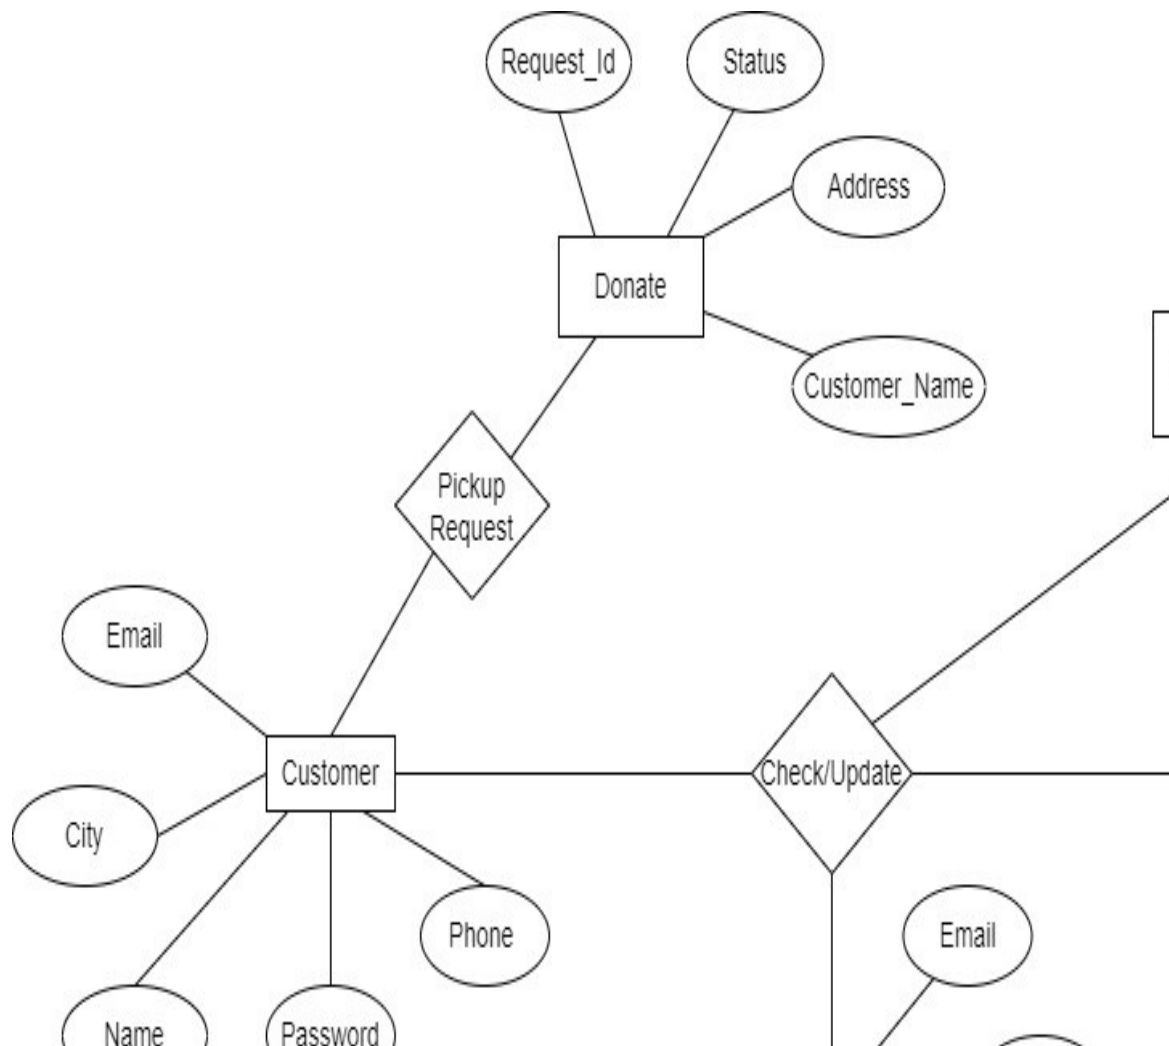 Request_Id
Status
Address
Donate
Customer_Name
Pickup
Request
Email
Customer
Check/Update
City
Phone
Email
Name
Password